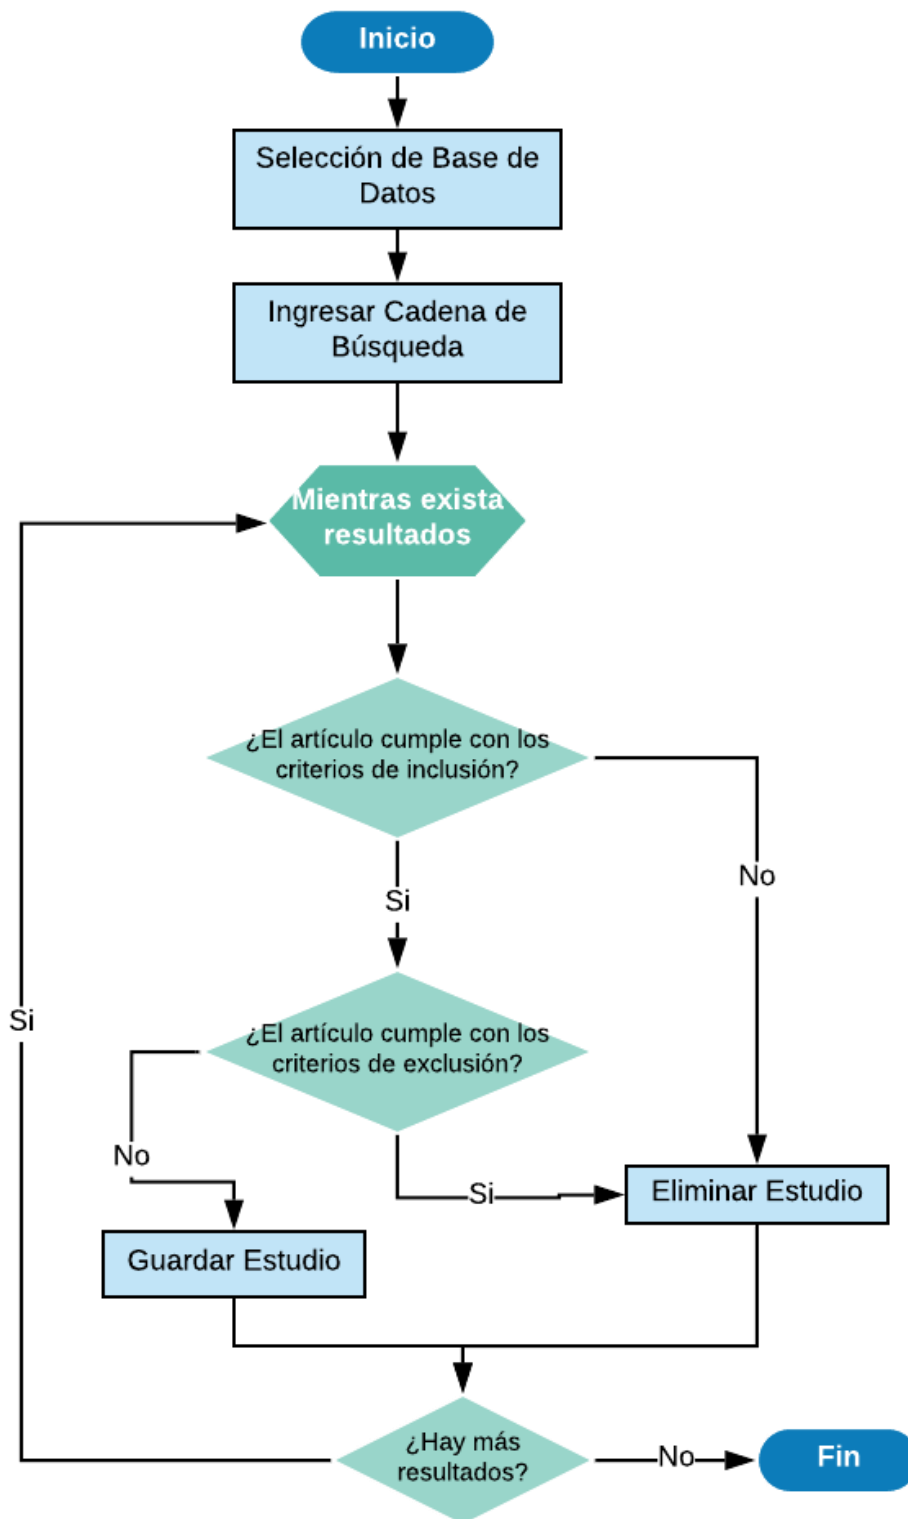 Inicio
Selección de Base de
Datos
Ingresar Cadena de
Búsqueda
Mientras exista
resultados
¿El artículo cumple con los
criterios de inclusión?
No
Si
¿El artículo cumple con los
criterios de exclusión?
Si
No
Si
Eliminar Estudio
Guardar Estudio
¿Hay más
resultados?
No
Fin